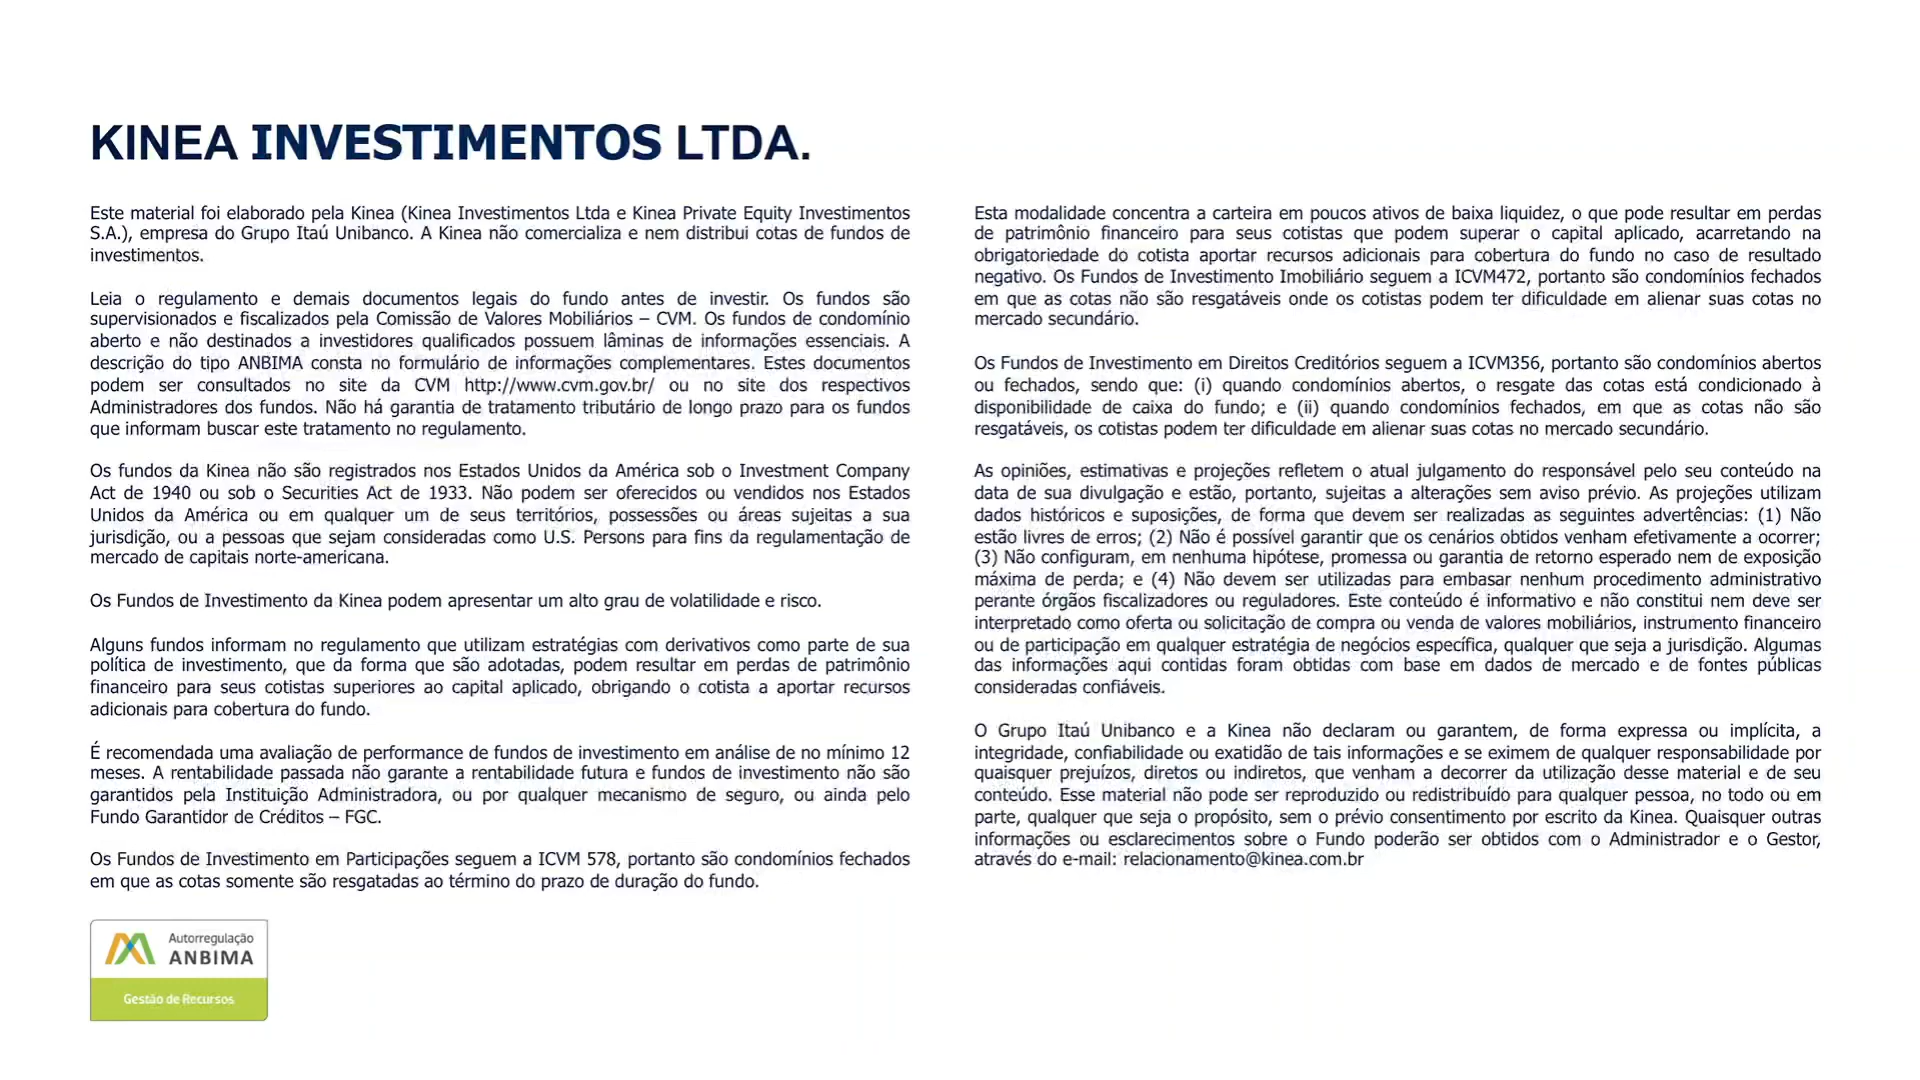 KINEA INVESTIMENTOS LTDA.
Este material foi elaborado pela Kinea (Kinea Investimentos Ltda e Kinea Private Equity Investimentos
S.A.), empresa do Grupo Itaú Unibanco. A Kinea não comercializa e nem distribui cotas de fundos de
investimentos.
Leia o regulamento e demais documentos legais do fundo antes de investir. Os fundos são
supervisionados e fiscalizados pela Comissão de Valores Mobiliários – CVM. Os fundos de condomínio
aberto e não destinados a investidores qualificados possuem lâminas de informações essenciais. A
descrição do tipo ANBIMA consta no formulário de informações complementares. Estes documentos
podem ser consultados no site da CVM http://www.cvm.gov.br/ ou no site dos respectivos
Administradores dos fundos. Não há garantia de tratamento tributário de longo prazo para os fundos
que informam buscar este tratamento no regulamento.
Os fundos da Kinea não são registrados nos Estados Unidos da América sob o Investment Company
Act de 1940 ou sob o Securities Act de 1933. Não podem ser oferecidos ou vendidos nos Estados
Unidos da América ou em qualquer um de seus territórios, possessões ou áreas sujeitas a sua
jurisdição, ou a pessoas que sejam consideradas como U.S. Persons para fins da regulamentação de
mercado de capitais norte-americana.
Os Fundos de Investimento da Kinea podem apresentar um alto grau de volatilidade e risco.
Alguns fundos informam no regulamento que utilizam estratégias com derivativos como parte de sua
política de investimento, que da forma que são adotadas, podem resultar em perdas de patrimônio
financeiro para seus cotistas superiores ao capital aplicado, obrigando o cotista a aportar recursos
adicionais para cobertura do fundo.
É recomendada uma avaliação de performance de fundos de investimento em análise de no mínimo 12
meses. A rentabilidade passada não garante a rentabilidade futura e fundos de investimento não são
garantidos pela Instituição Administradora, ou por qualquer mecanismo de seguro, ou ainda pelo
Fundo Garantidor de Créditos – FGC.
Os Fundos de Investimento em Participações seguem a ICVM 578, portanto são condomínios fechados
em que as cotas somente são resgatadas ao término do prazo de duração do fundo.
Esta modalidade concentra a carteira em poucos ativos de baixa liquidez, o que pode resultar em perdas
de patrimônio financeiro para seus cotistas que podem superar o capital aplicado, acarretando na
obrigatoriedade do cotista aportar recursos adicionais para cobertura do fundo no caso de resultado
negativo. Os Fundos de Investimento Imobiliário seguem a ICVM472, portanto são condomínios fechados
em que as cotas não são resgatáveis onde os cotistas podem ter dificuldade em alienar suas cotas no
mercado secundário.
Os Fundos de Investimento em Direitos Creditórios seguem a ICVM356, portanto são condomínios abertos
ou fechados, sendo que: (i) quando condomínios abertos, o resgate das cotas está condicionado à
disponibilidade de caixa do fundo; e (ii) quando condomínios fechados, em que as cotas não são
resgatáveis, os cotistas podem ter dificuldade em alienar suas cotas no mercado secundário.
As opiniões, estimativas e projeções refletem o atual julgamento do responsável pelo seu conteúdo na
data de sua divulgação e estão, portanto, sujeitas a alterações sem aviso prévio. As projeções utilizam
dados históricos e suposições, de forma que devem ser realizadas as seguintes advertências: (1) Não
estão livres de erros; (2) Não é possível garantir que os cenários obtidos venham efetivamente a ocorrer;
(3) Não configuram, em nenhuma hipótese, promessa ou garantia de retorno esperado nem de exposição
máxima de perda; e (4) Não devem ser utilizadas para embasar nenhum procedimento administrativo
perante órgãos fiscalizadores ou reguladores. Este conteúdo é informativo e não constitui nem deve ser
interpretado como oferta ou solicitação de compra ou venda de valores mobiliários, instrumento financeiro
ou de participação em qualquer estratégia de negócios específica, qualquer que seja a jurisdição. Algumas
das informações aqui contidas foram obtidas com base em dados de mercado e de fontes públicas
consideradas confiáveis.
O Grupo Itaú Unibanco e a Kinea não declaram ou garantem, de forma expressa ou implícita, a
integridade, confiabilidade ou exatidão de tais informações e se eximem de qualquer responsabilidade por
quaisquer prejuízos, diretos ou indiretos, que venham a decorrer da utilização desse material e de seu
conteúdo. Esse material não pode ser reproduzido ou redistribuído para qualquer pessoa, no todo ou em
parte, qualquer que seja o propósito, sem o prévio consentimento por escrito da Kinea. Quaisquer outras
informações ou esclarecimentos sobre o Fundo poderão ser obtidos com o Administrador e o Gestor,
através do e-mail: relacionamento@kinea.com.br
Autorregulação
ANBIMA
Gestão de Recursos